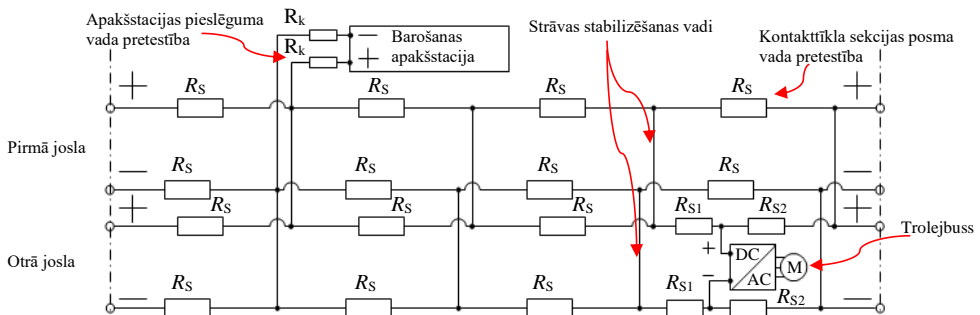 Apakšstacijas pieslēguma
vada pretestība
Rk
Rk
−
+
Barošanas
apakšstacija
Strāvas stabilizēšanas vadi
Kontakttīkla sekcijas posma
vada pretestība
+
RS
RS
RS
RS
+
Pirmā josla
−
RS
RS
RS
RS
−
+
RS
RS
RS
RS1
RS2
+
Trolejbuss
Otrā josla
+
DC
AC
M
−
−
RS
RS
RS
RS1
RS2
−